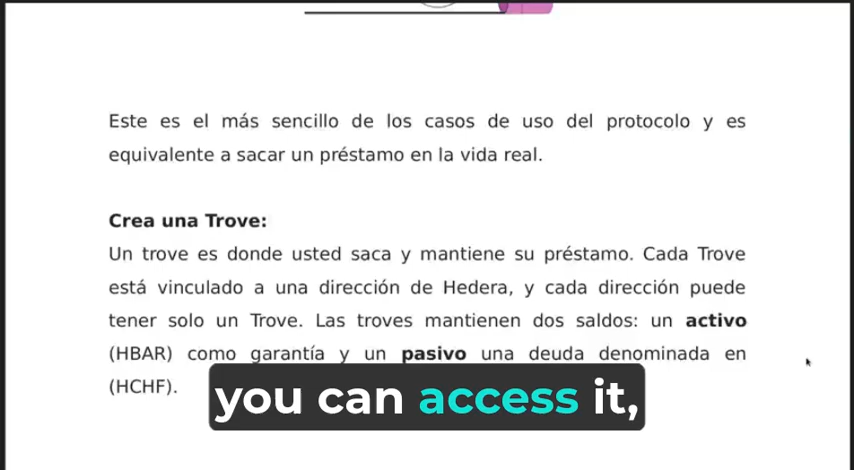 Este es el más sencillo de los casos de uso del protocolo y es
equivalente a sacar un préstamo en la vida real.
Crea una Trove:
Un trove es donde usted saca y mantiene su préstamo. Cada Trove
está vinculado a una dirección de Hedera, y cada dirección puede
tener solo un Trove. Las troves mantienen dos saldos: un activo
(HBAR) como garantía y un pasivo una deuda denominada en
(HCHF).
you can access it,